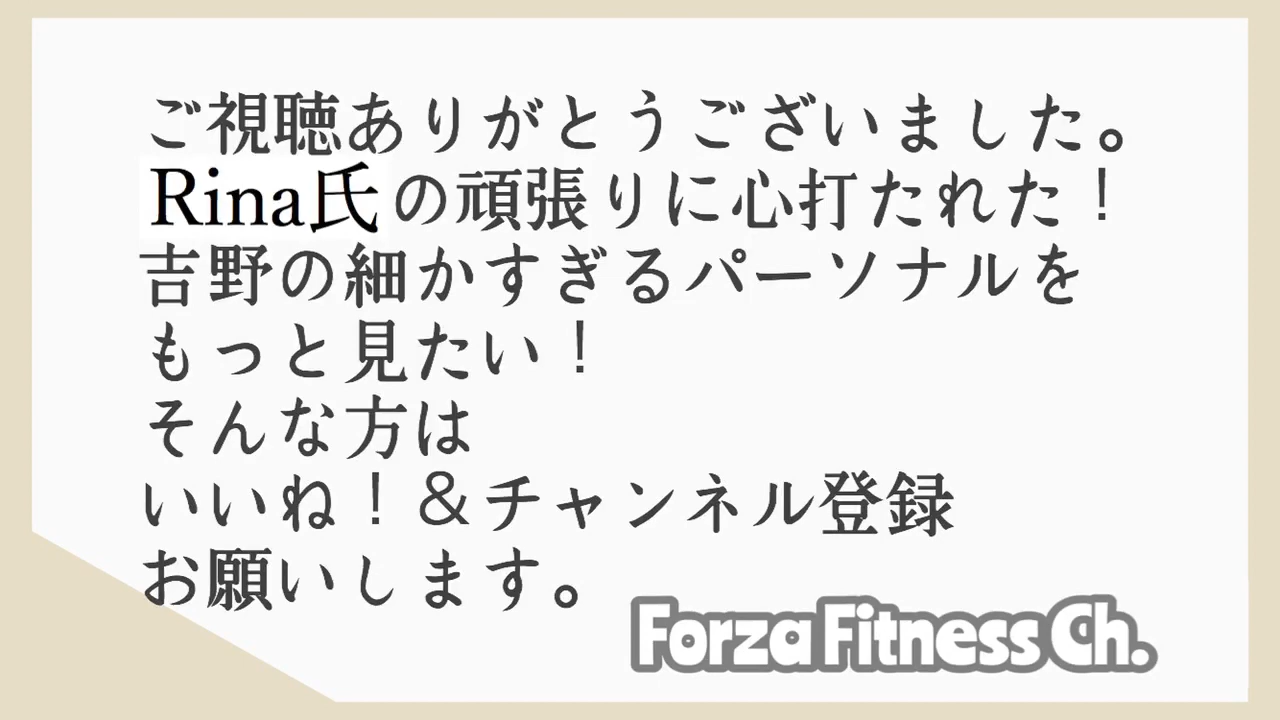 ご視聴ありがとうございました。
Rina氏の頑張りに心打たれた！
吉野の細かすぎるパーソナルを
もっと見たい！
そんな方は
いいね！＆チャンネル登録
お願いします。
Forza Fitness Ch.